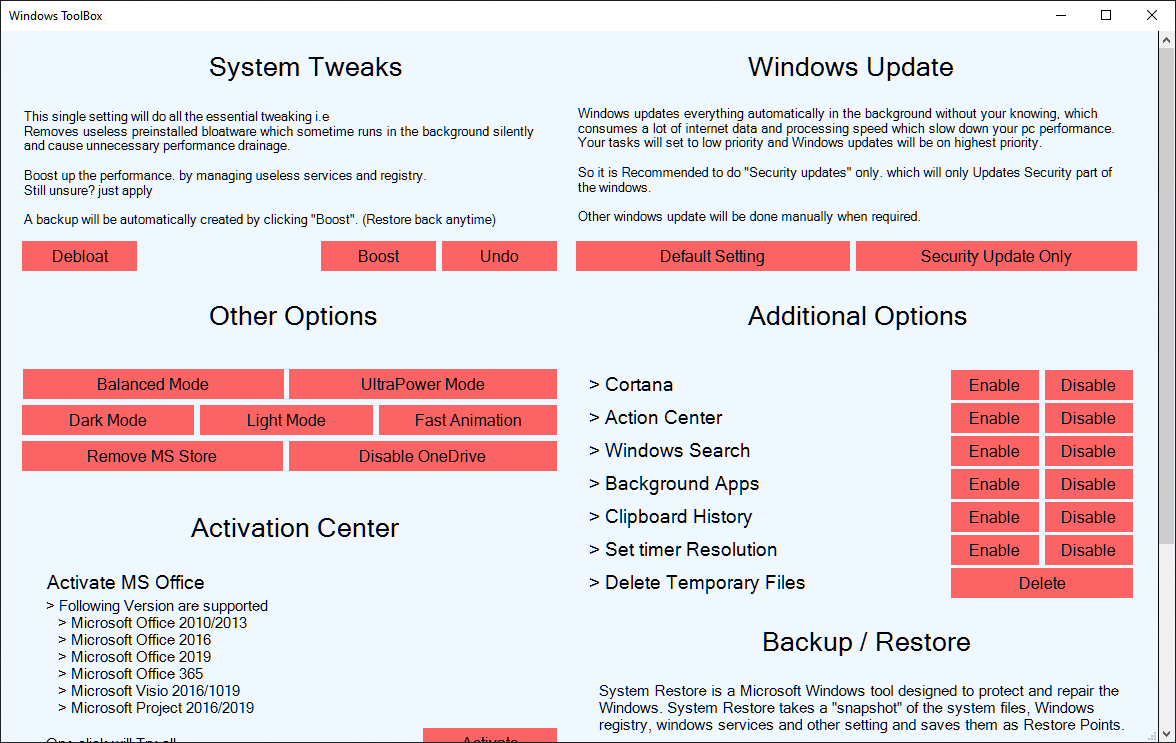 Windows ToolBox
System Tweaks
This single setting will do all the essential tweaking i.e
Removes useless preinstalled bloatware which sometime runs in the background silently
and cause unnecessary performance drainage.
Boost up the performance. by managing useless services and registry.
Still unsure? just apply
A backup will be automatically created by clicking "Boost". (Restore back anytime)
Debloat
Boost
Undo
Windows Update
Windows updates everything automatically in the background without your knowing, which
consumes a lot of internet data and processing speed which slow down your pc performance.
Your tasks will set to low priority and Windows updates will be on highest priority.
So it is Recommended to do "Security updates" only. which will only Updates Security part of
the windows.
Other windows update will be done manually when required.
Default Setting
Security Update Only
Other Options
Balanced Mode
UltraPower Mode
Dark Mode
Light Mode
Fast Animation
Remove MS Store
Disable OneDrive
Additional Options
> Cortana
Enable
Disable
> Action Center
Enable
Disable
> Windows Search
Enable
Disable
> Background Apps
Enable
Disable
> Clipboard History
Enable
Disable
> Set timer Resolution
Enable
Disable
> Delete Temporary Files
Delete
Activation Center
Activate MS Office
> Following Version are supported
> Microsoft Office 2010/2013
> Microsoft Office 2016
> Microsoft Office 2019
> Microsoft Office 365
> Microsoft Visio 2016/1019
> Microsoft Project 2016/2019
One click will Try all
Activate
Backup / Restore
System Restore is a Microsoft Windows tool designed to protect and repair the
Windows. System Restore takes a "snapshot" of the system files, Windows
registry, windows services and other setting and saves them as Restore Points.